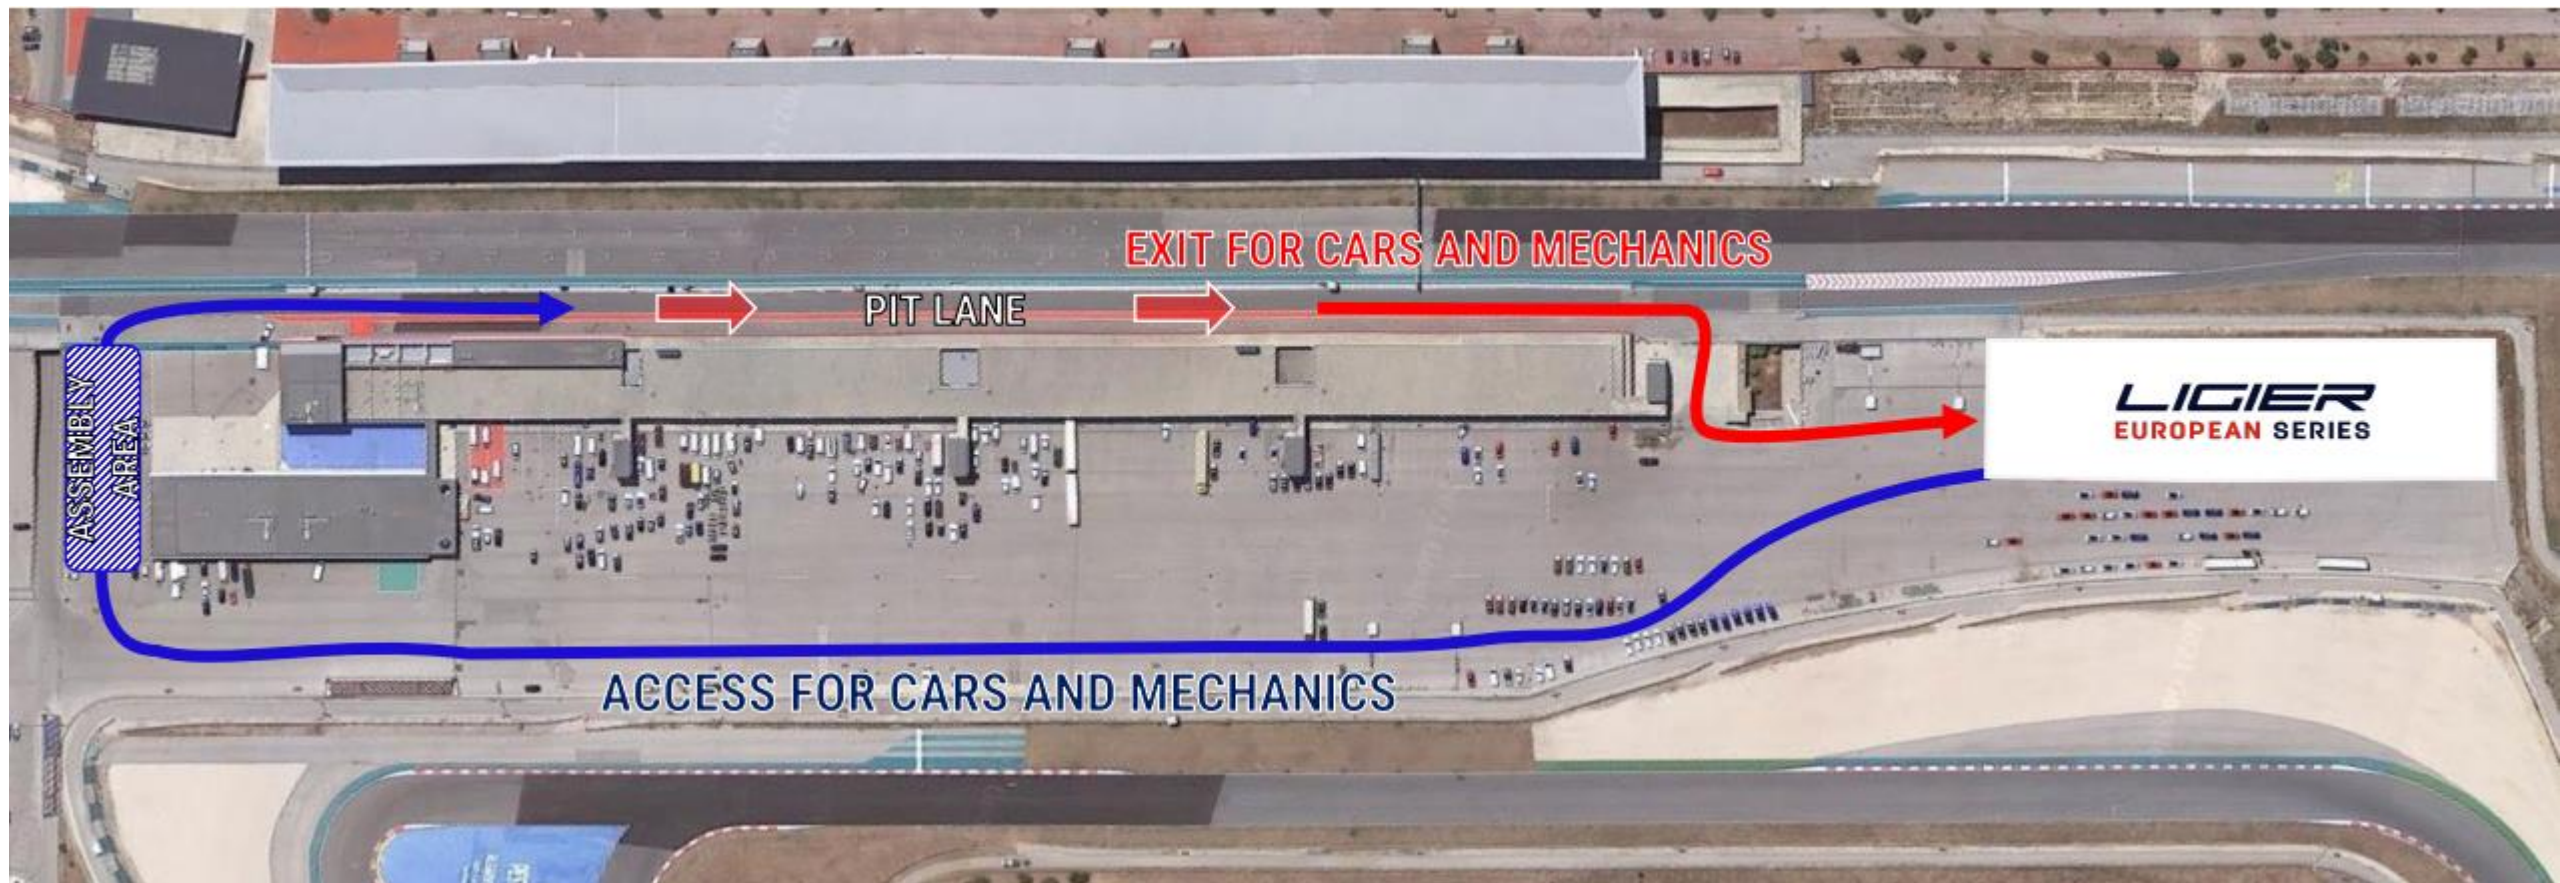 EXIT FOR CARS AND MECHANICS
PIT LANE
ASSEMBLY
AREA
LIGIER
EUROPEAN SERIES
ACCESS FOR CARS AND MECHANICS